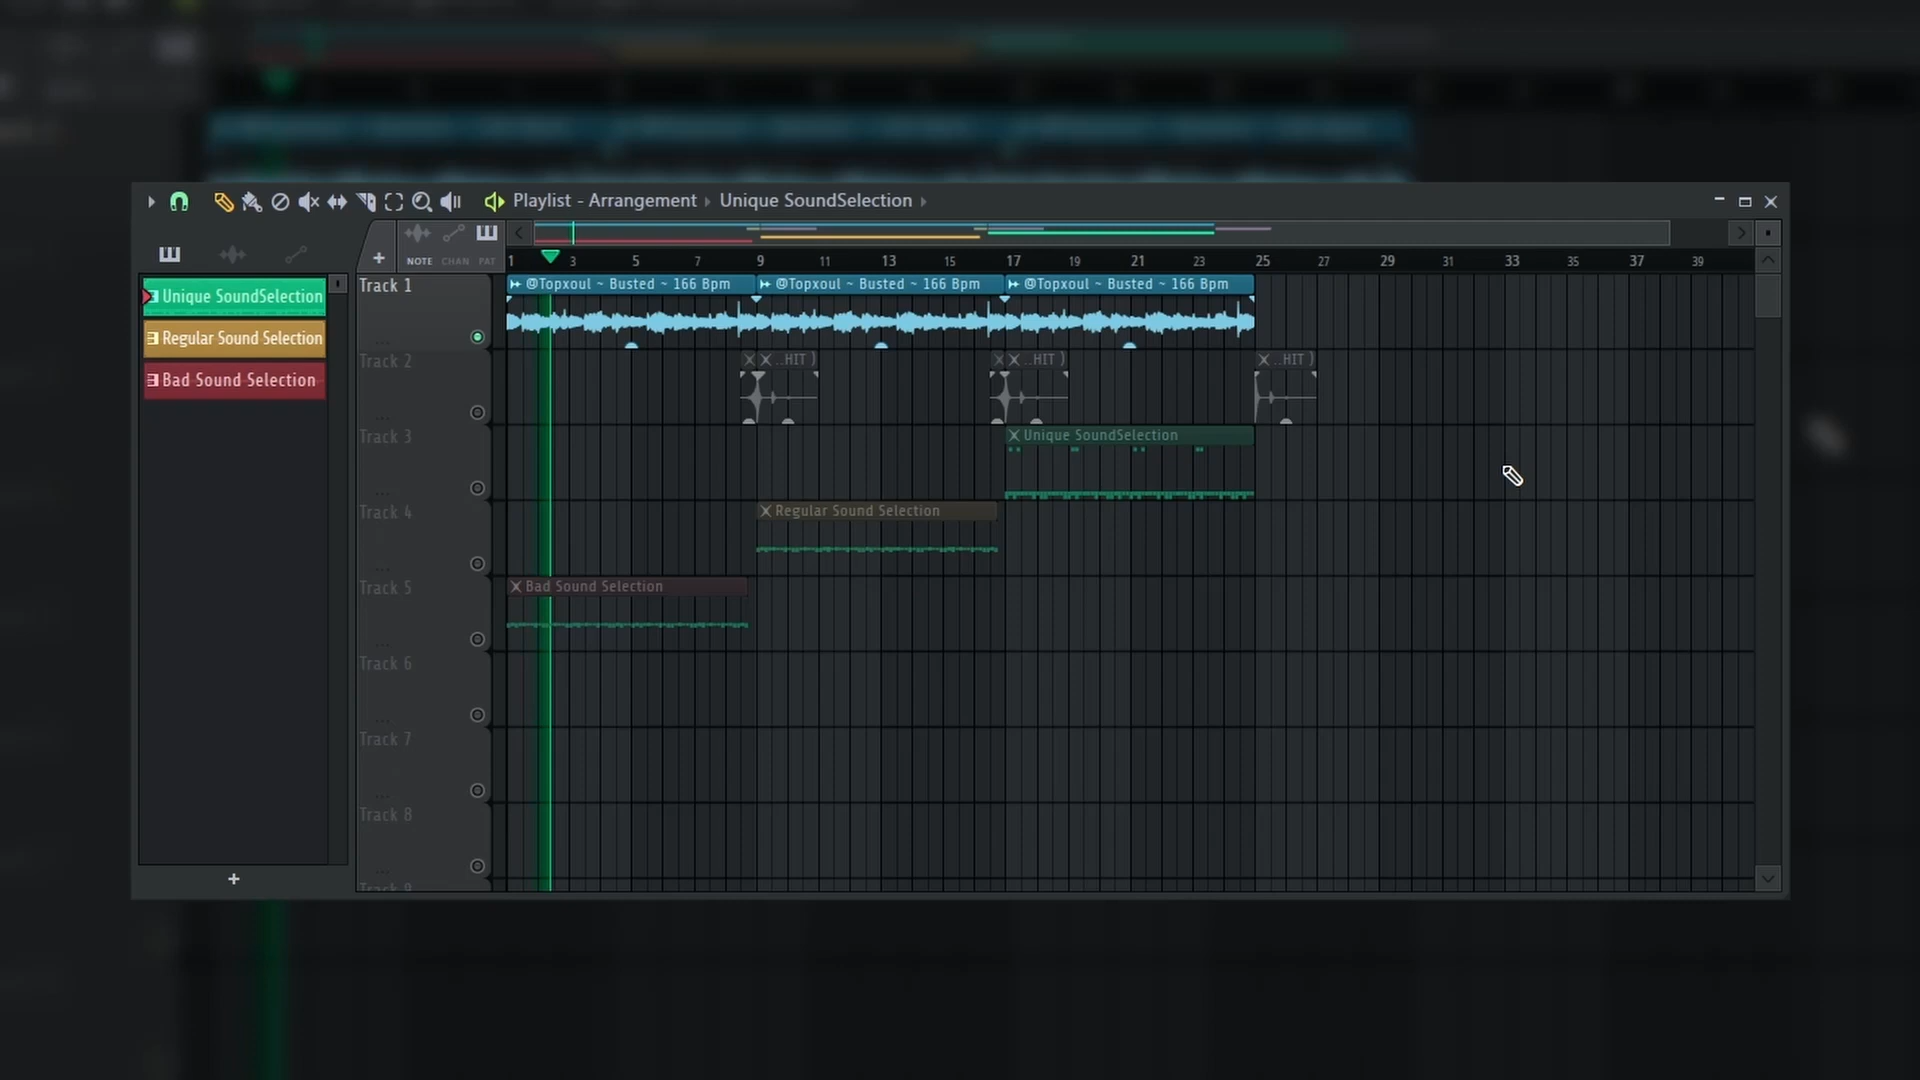 Playlist - Arrangement
Unique SoundSelection
NOTE CHAN PAT
1 3 5 7 9 11 13 15 17 19 21 23 25 27 29 31 33 35 37 39
Unique SoundSelection
Regular Sound Selection
Bad Sound Selection
Track 1
@Topxoul ~ Busted ~ 166 Bpm
@Topxoul ~ Busted ~ 166 Bpm
@Topxoul ~ Busted ~ 166 Bpm
Track 2
..HIT )
..HIT )
..HIT )
Track 3
Unique SoundSelection
Track 4
Regular Sound Selection
Track 5
Bad Sound Selection
Track 6
Track 7
Track 8
Track 9